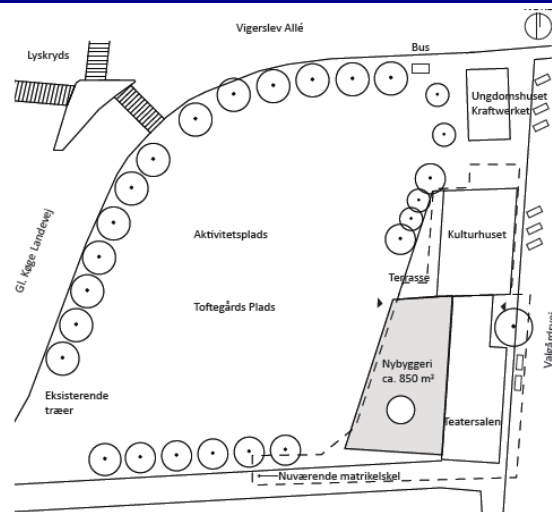 Vigerslev Allé
Lyskryds
Bus
Ungdomshuset
Kraftwerket
Gl. Køge Landevej
Aktivitetsplads
Kulturhuset
Terrasse
Toftegårds Plads
Valgårdsvej
Nybyggeri
ca. 850 m²
Eksisterende
træer
Teatersalen
Nuværende matrikelskel